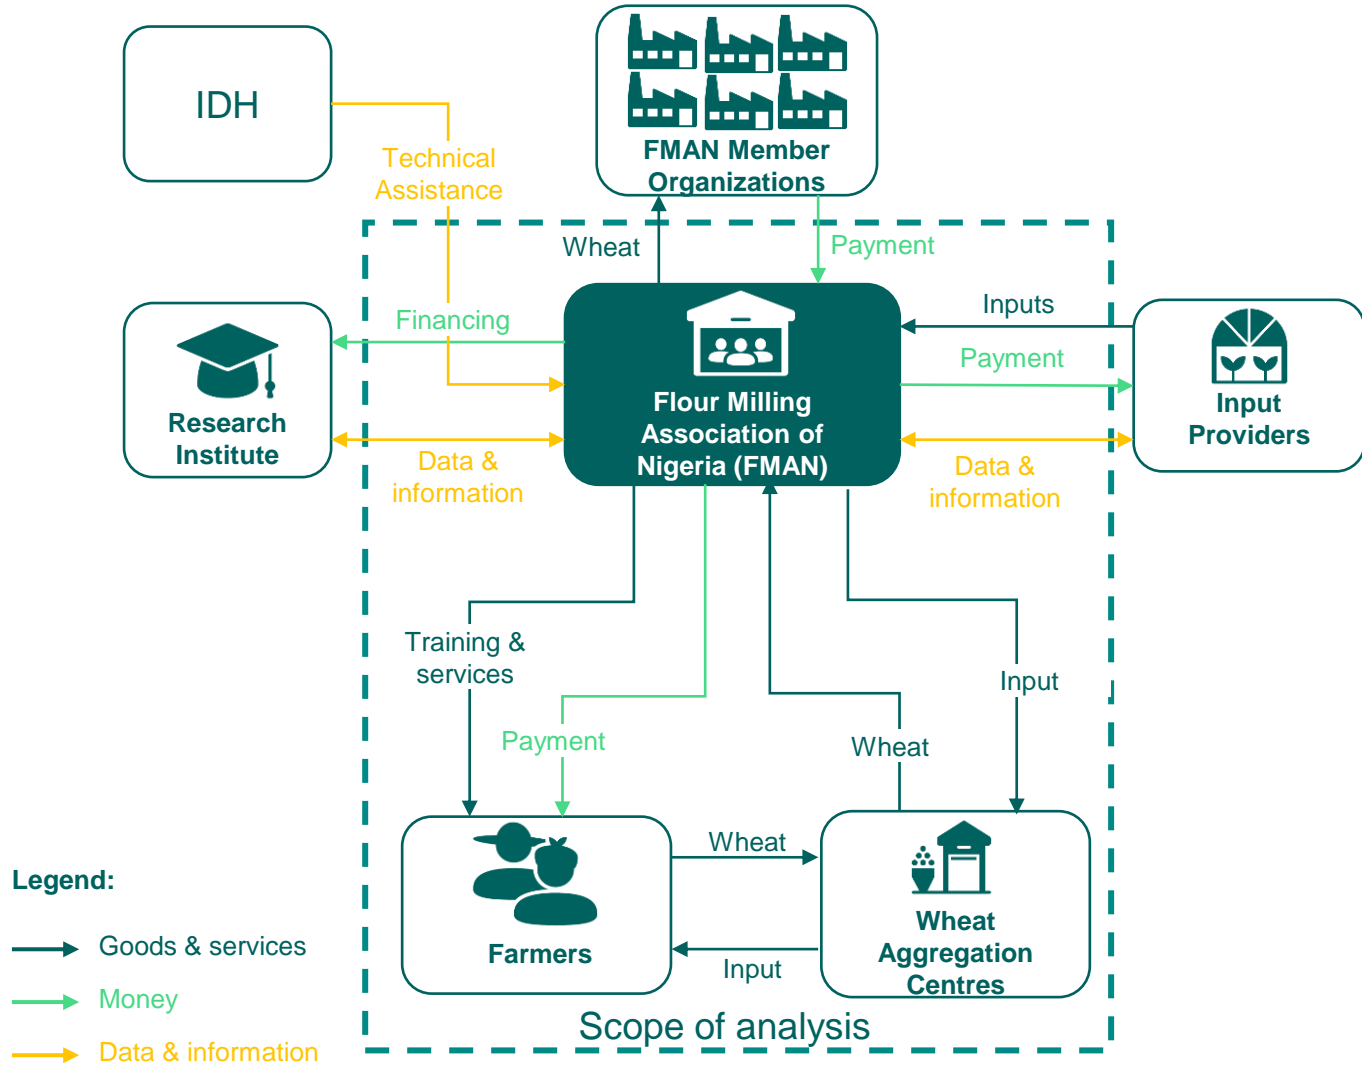 IDH
FMAN Member
Organizations
Technical
Assistance
Wheat
Payment
Financing
Inputs
Payment
Research
Institute
Flour Milling
Association of
Nigeria (FMAN)
Input
Providers
Data &
information
Data &
information
Training &
services
Input
Payment
Wheat
Wheat
Farmers
Input
Wheat
Aggregation
Centres
Scope of analysis
Legend:
Goods & services
Money
Data & information